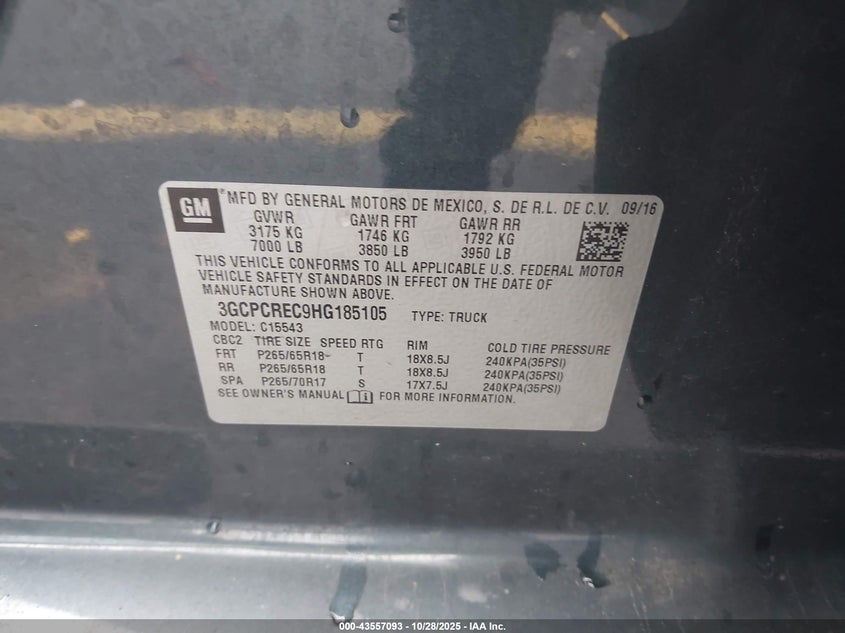 GM ® MFD BY GENERAL MOTORS DE MEXICO, S. DE R.L. DE C.V. 09/16
GVWR GAWR FRT GAWR RR
3175 KG 1746 KG 1792 KG
7000 LB 3850 LB 3950 LB
THIS VEHICLE CONFORMS TO ALL APPLICABLE U.S. FEDERAL MOTOR
VEHICLE SAFETY STANDARDS IN EFFECT ON THE DATE OF
MANUFACTURE SHOWN ABOVE.
3GCPCREC9HG185105 TYPE: TRUCK
MODEL: C15543
CBC2 TIRE SIZE SPEED RTG RIM COLD TIRE PRESSURE
FRT P265/65R18 T 18X8.5J 240KPA(35PSI)
RR P265/65R18 T 18X8.5J 240KPA(35PSI)
SPA P265/70R17 S 17X7.5J 240KPA(35PSI)
SEE OWNER'S MANUAL FOR MORE INFORMATION.
000-43557093 | 10/28/2025 - IAA Inc.